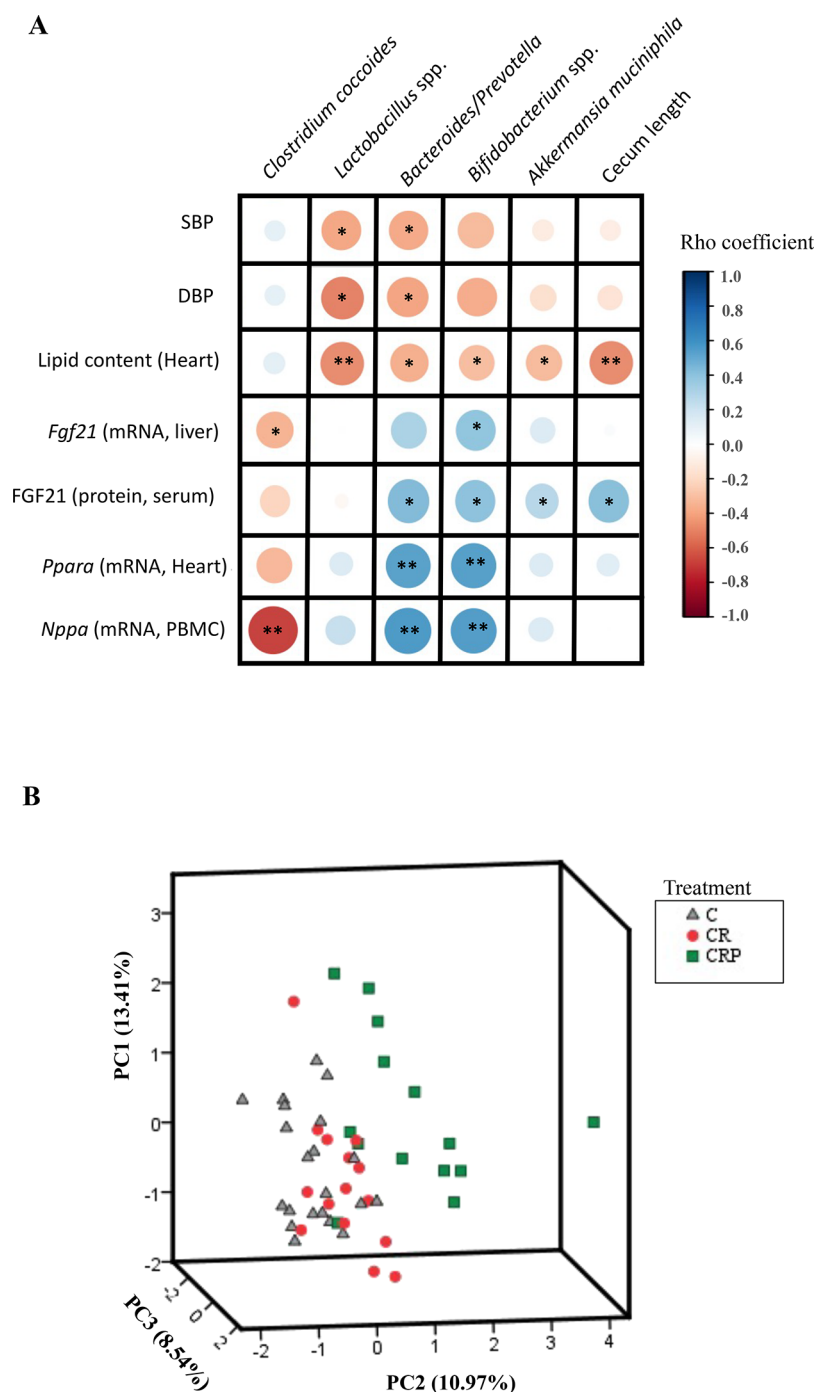 A
Clostridium coccoides
Lactobacillus spp.
Bacteroides/Prevotella
Bifidobacterium spp.
Akkermansia muciniphila
Cecum length
SBP
* *
DBP
* *
Lipid content (Heart)
** * * * **
Fgf21 (mRNA, liver)
* *
FGF21 (protein, serum)
* * * *
Ppara (mRNA, Heart)
** **
Nppa (mRNA, PBMC)
** ** **
Rho coefficient
1.0
0.8
0.6
0.4
0.2
0.0
-0.2
-0.4
-0.6
-0.8
-1.0
B
Treatment
C
CR
CRP
PC1 (13.41%)
3
2
1
0
-1
-2
PC3 (8.54%)
-2
0
2
-2 -1 0 1 2 3 4
PC2 (10.97%)